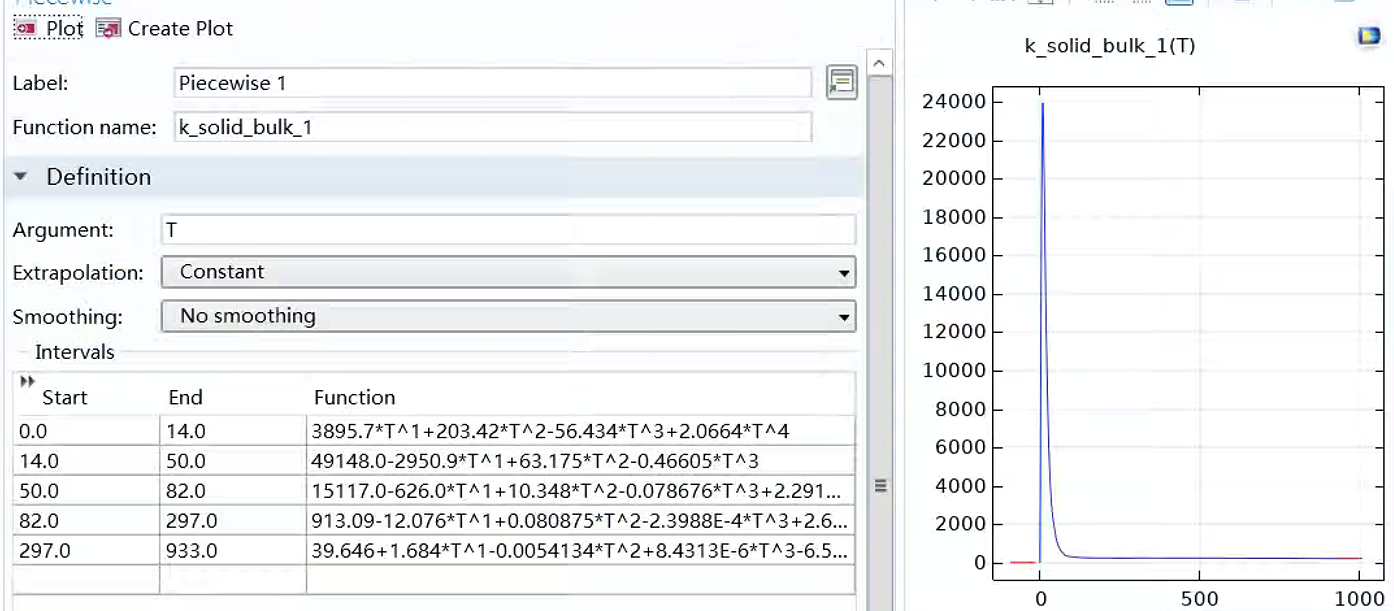 Piecewise
Plot Create Plot
Label: Piecewise 1
Function name: k_solid_bulk_1
Definition
Argument: T
Extrapolation: Constant
Smoothing: No smoothing
Intervals
Start End Function
0.0 14.0 3895.7*T^1+203.42*T^2-56.434*T^3+2.0664*T^4
14.0 50.0 49148.0-2950.9*T^1+63.175*T^2-0.46605*T^3
50.0 82.0 15117.0-626.0*T^1+10.348*T^2-0.078676*T^3+2.291...
82.0 297.0 913.09-12.076*T^1+0.080875*T^2-2.3988E-4*T^3+2.6...
297.0 933.0 39.646+1.684*T^1-0.0054134*T^2+8.4313E-6*T^3-6.5...
k_solid_bulk_1(T)
24000
22000
20000
18000
16000
14000
12000
10000
8000
6000
4000
2000
0
0 500 1000